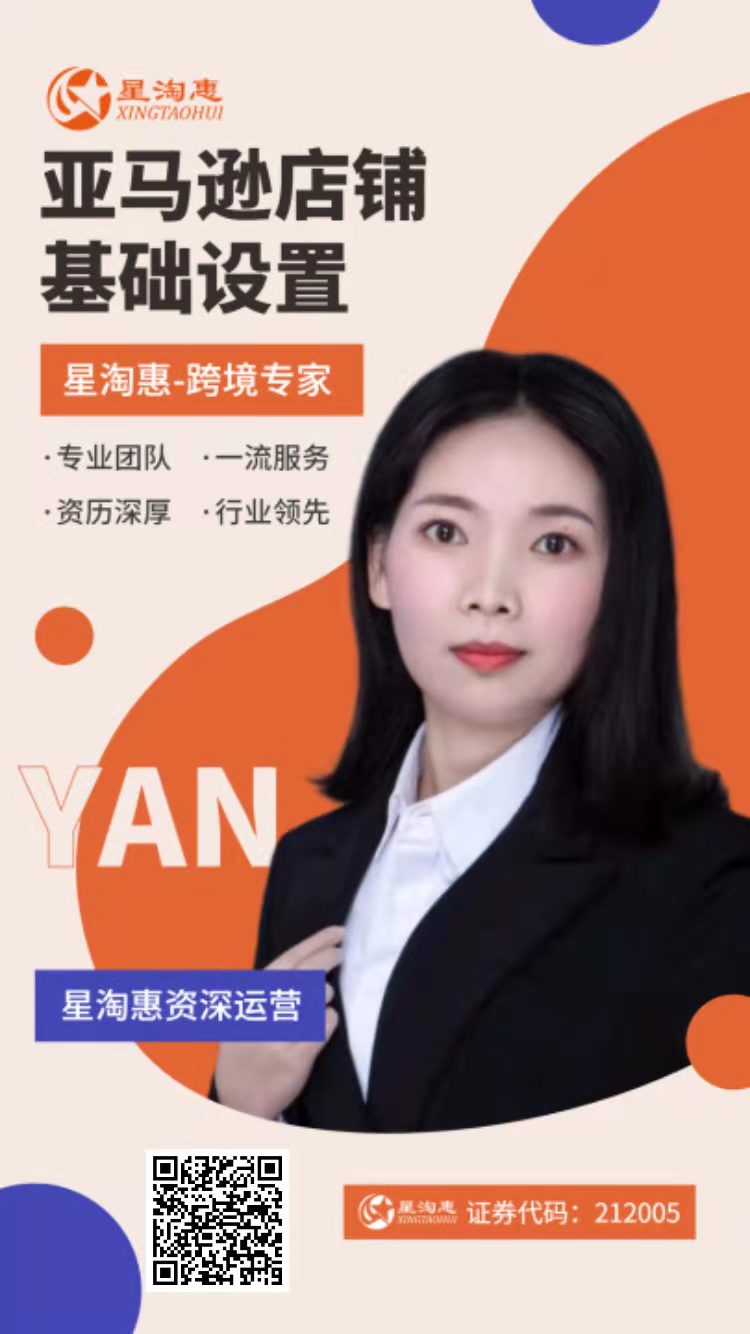 星淘惠
XINGTAOHUI
亚马逊店铺
基础设置
星淘惠-跨境专家
·专业团队 ·一流服务
·资历深厚 ·行业领先
YAN
星淘惠资深运营
星淘惠
XINGTAOHUI
证券代码：212005